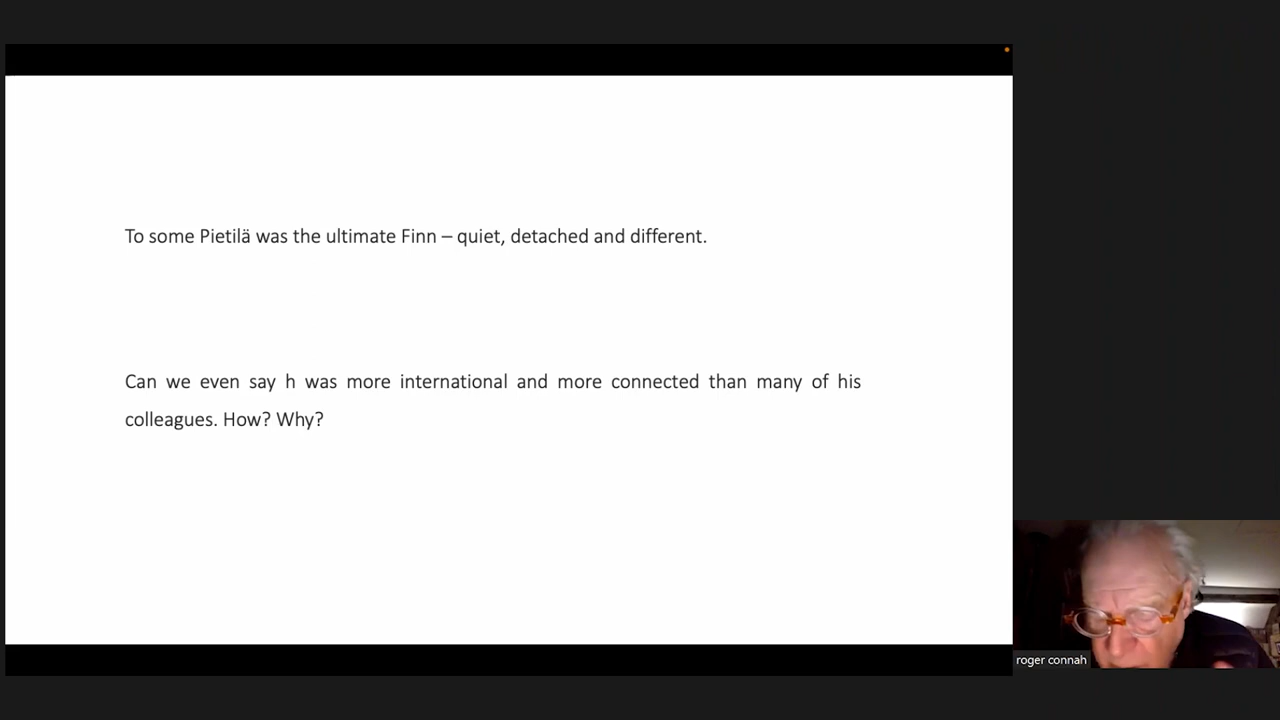 To some Pietilä was the ultimate Finn – quiet, detached and different.
Can we even say h was more international and more connected than many of his
colleagues. How? Why?
roger connah